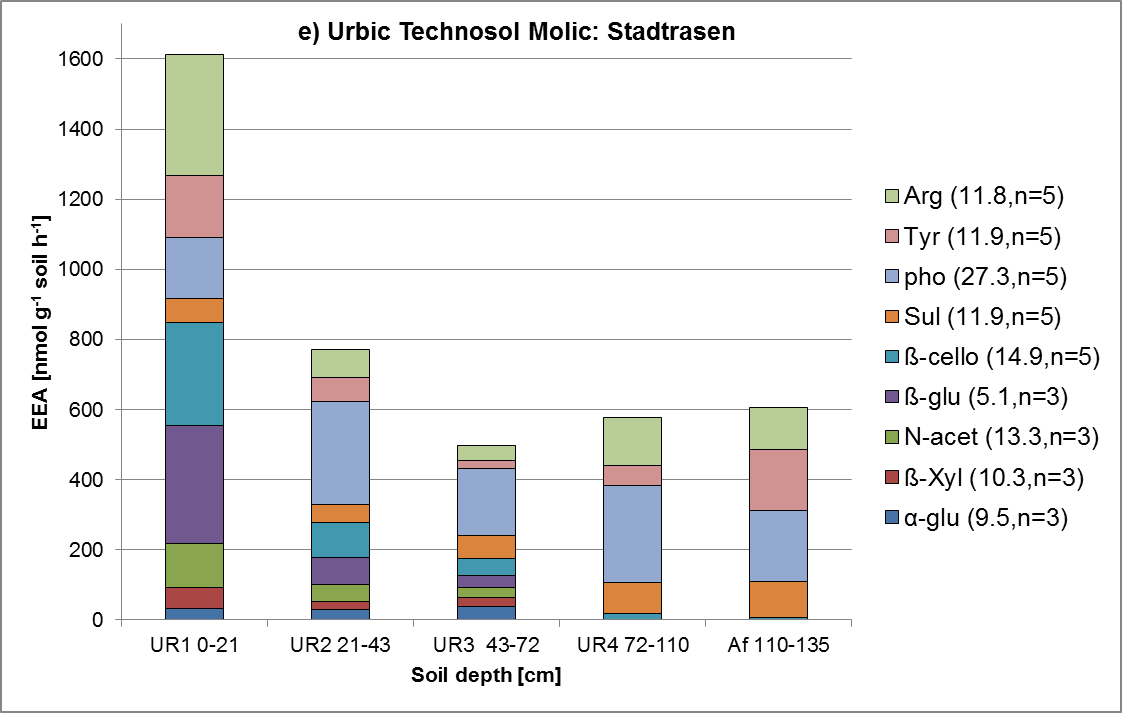 e) Urbic Technosol Molic: Stadtrasen
EEA [nmol g⁻¹ soil h⁻¹]
1600
1400
1200
1000
800
600
400
200
0
UR1 0-21
UR2 21-43
UR3  43-72
UR4 72-110
Af 110-135
Soil depth [cm]
Arg (11.8,n=5)
Tyr (11.9,n=5)
pho (27.3,n=5)
Sul (11.9,n=5)
ß-cello (14.9,n=5)
ß-glu (5.1,n=3)
N-acet (13.3,n=3)
ß-Xyl (10.3,n=3)
α-glu (9.5,n=3)